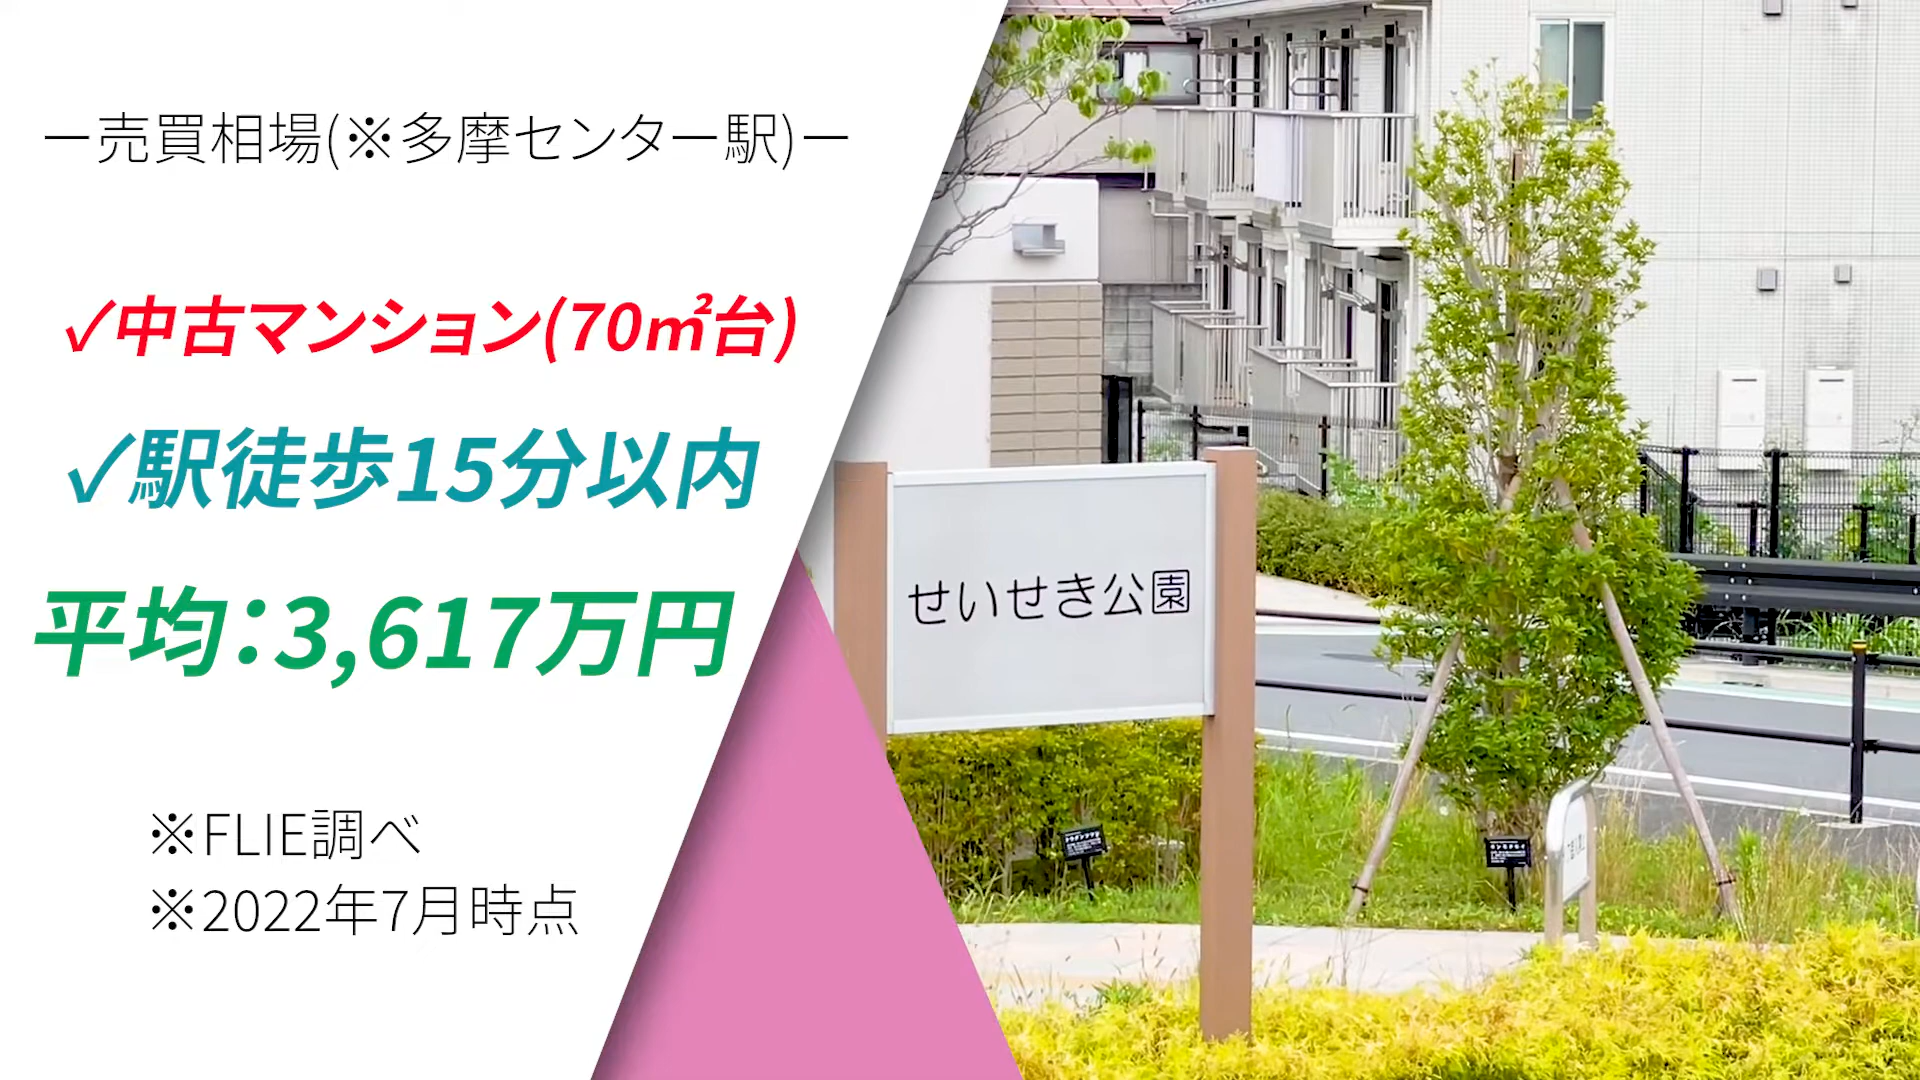 ー売買相場(※多摩センター駅)ー
✓中古マンション(70㎡台)
✓駅徒歩15分以内
平均：3,617万円
※FLIE調べ
※2022年7月時点
せいせき公園